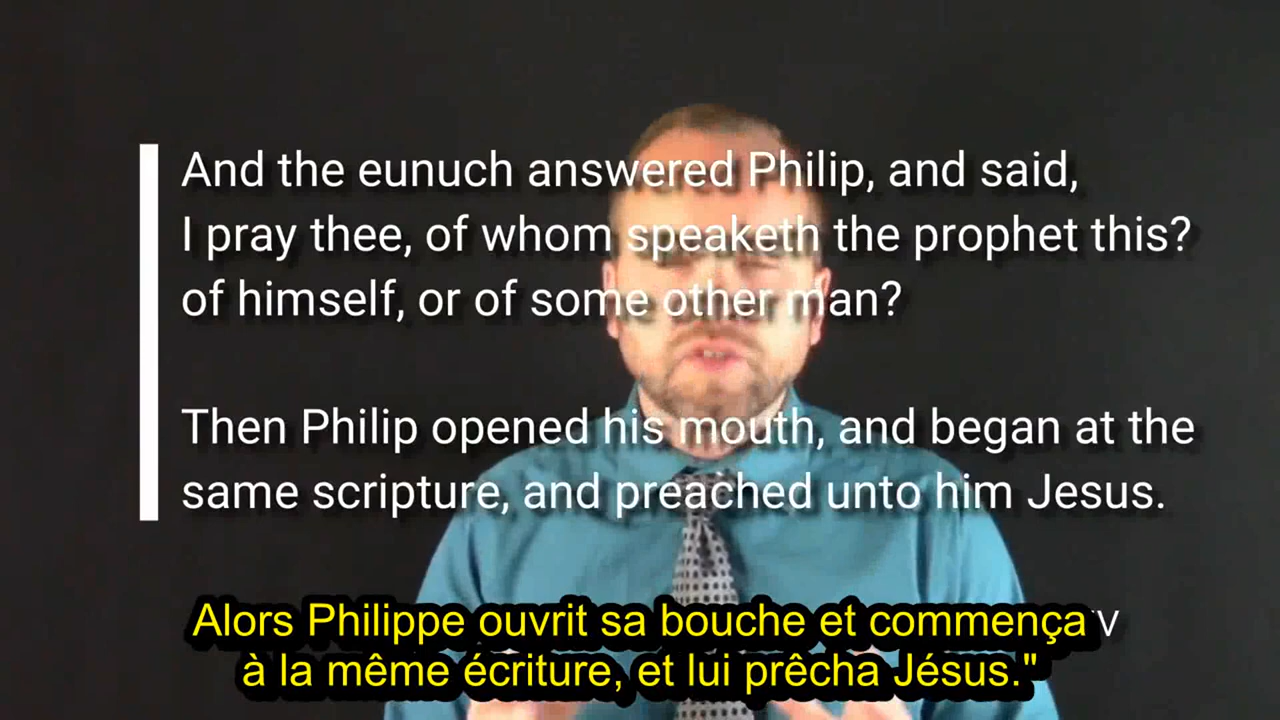 And the eunuch answered Philip, and said,
I pray thee, of whom speaketh the prophet this?
of himself, or of some other man?
Then Philip opened his mouth, and began at the
same scripture, and preached unto him Jesus.
Alors Philippe ouvrit sa bouche et commença
à la même écriture, et lui prêcha Jésus."